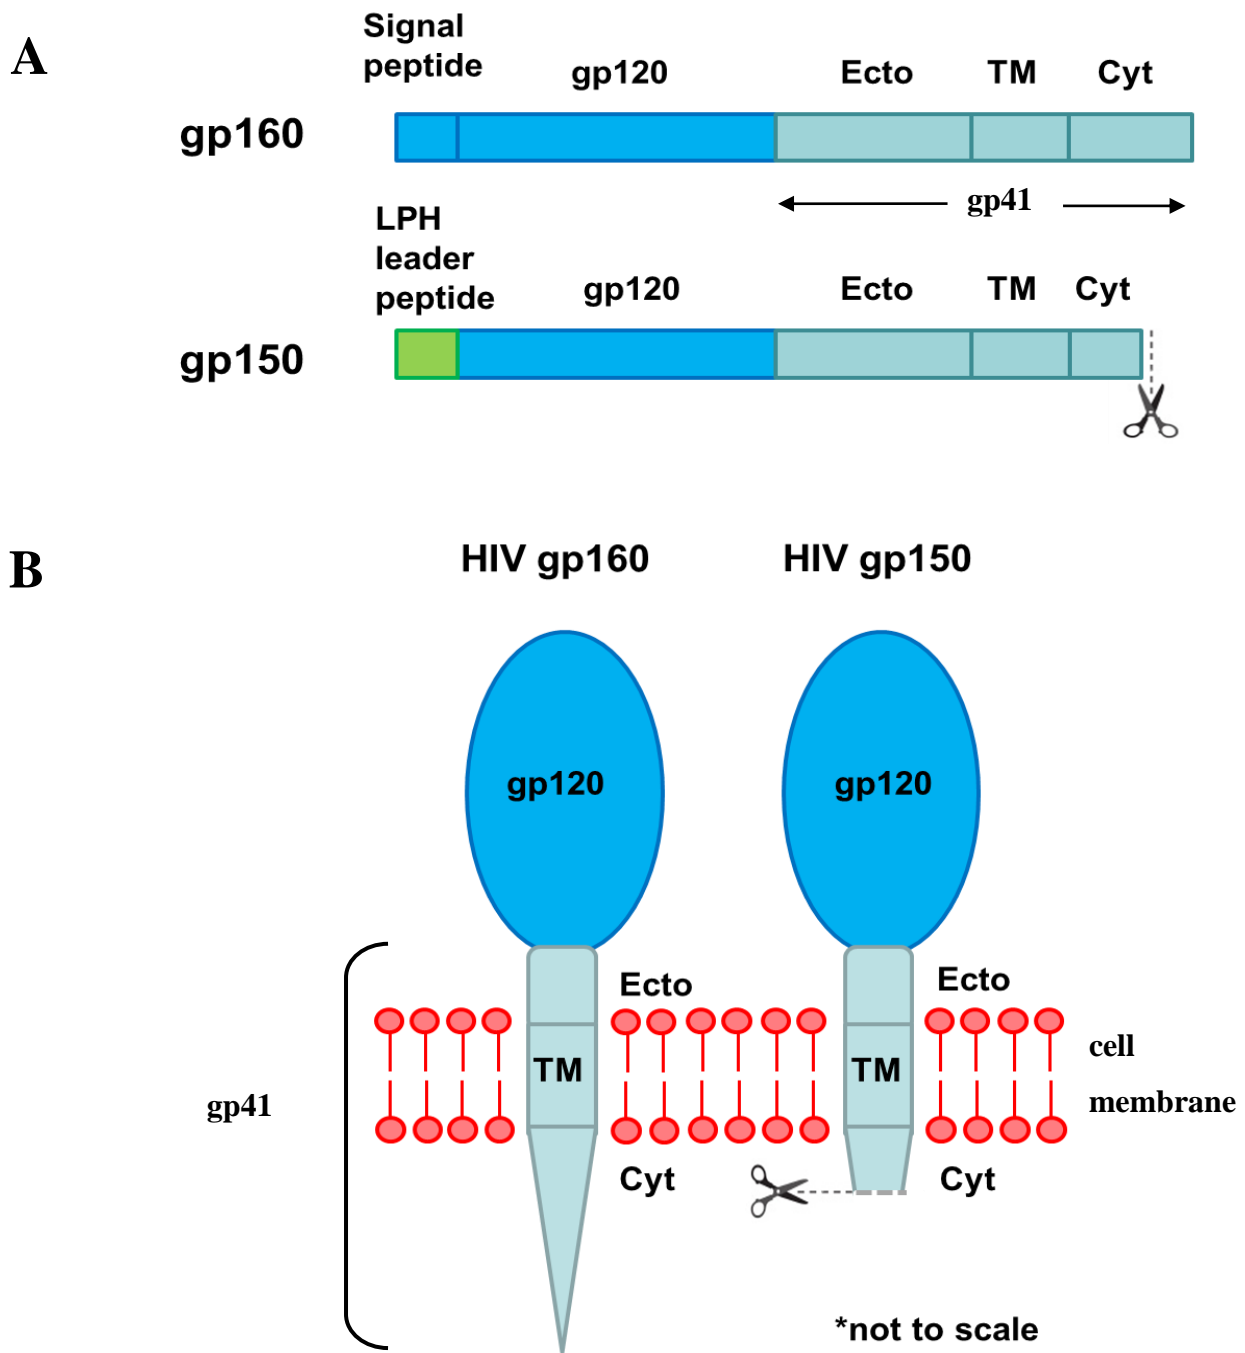 A
Signal
peptide
gp120
Ecto
TM
Cyt
gp160
gp41
LPH
leader
peptide
gp120
Ecto
TM
Cyt
gp150
B
HIV gp160
HIV gp150
gp120
gp120
Ecto
Ecto
TM
TM
cell
membrane
gp41
Cyt
Cyt
*not to scale